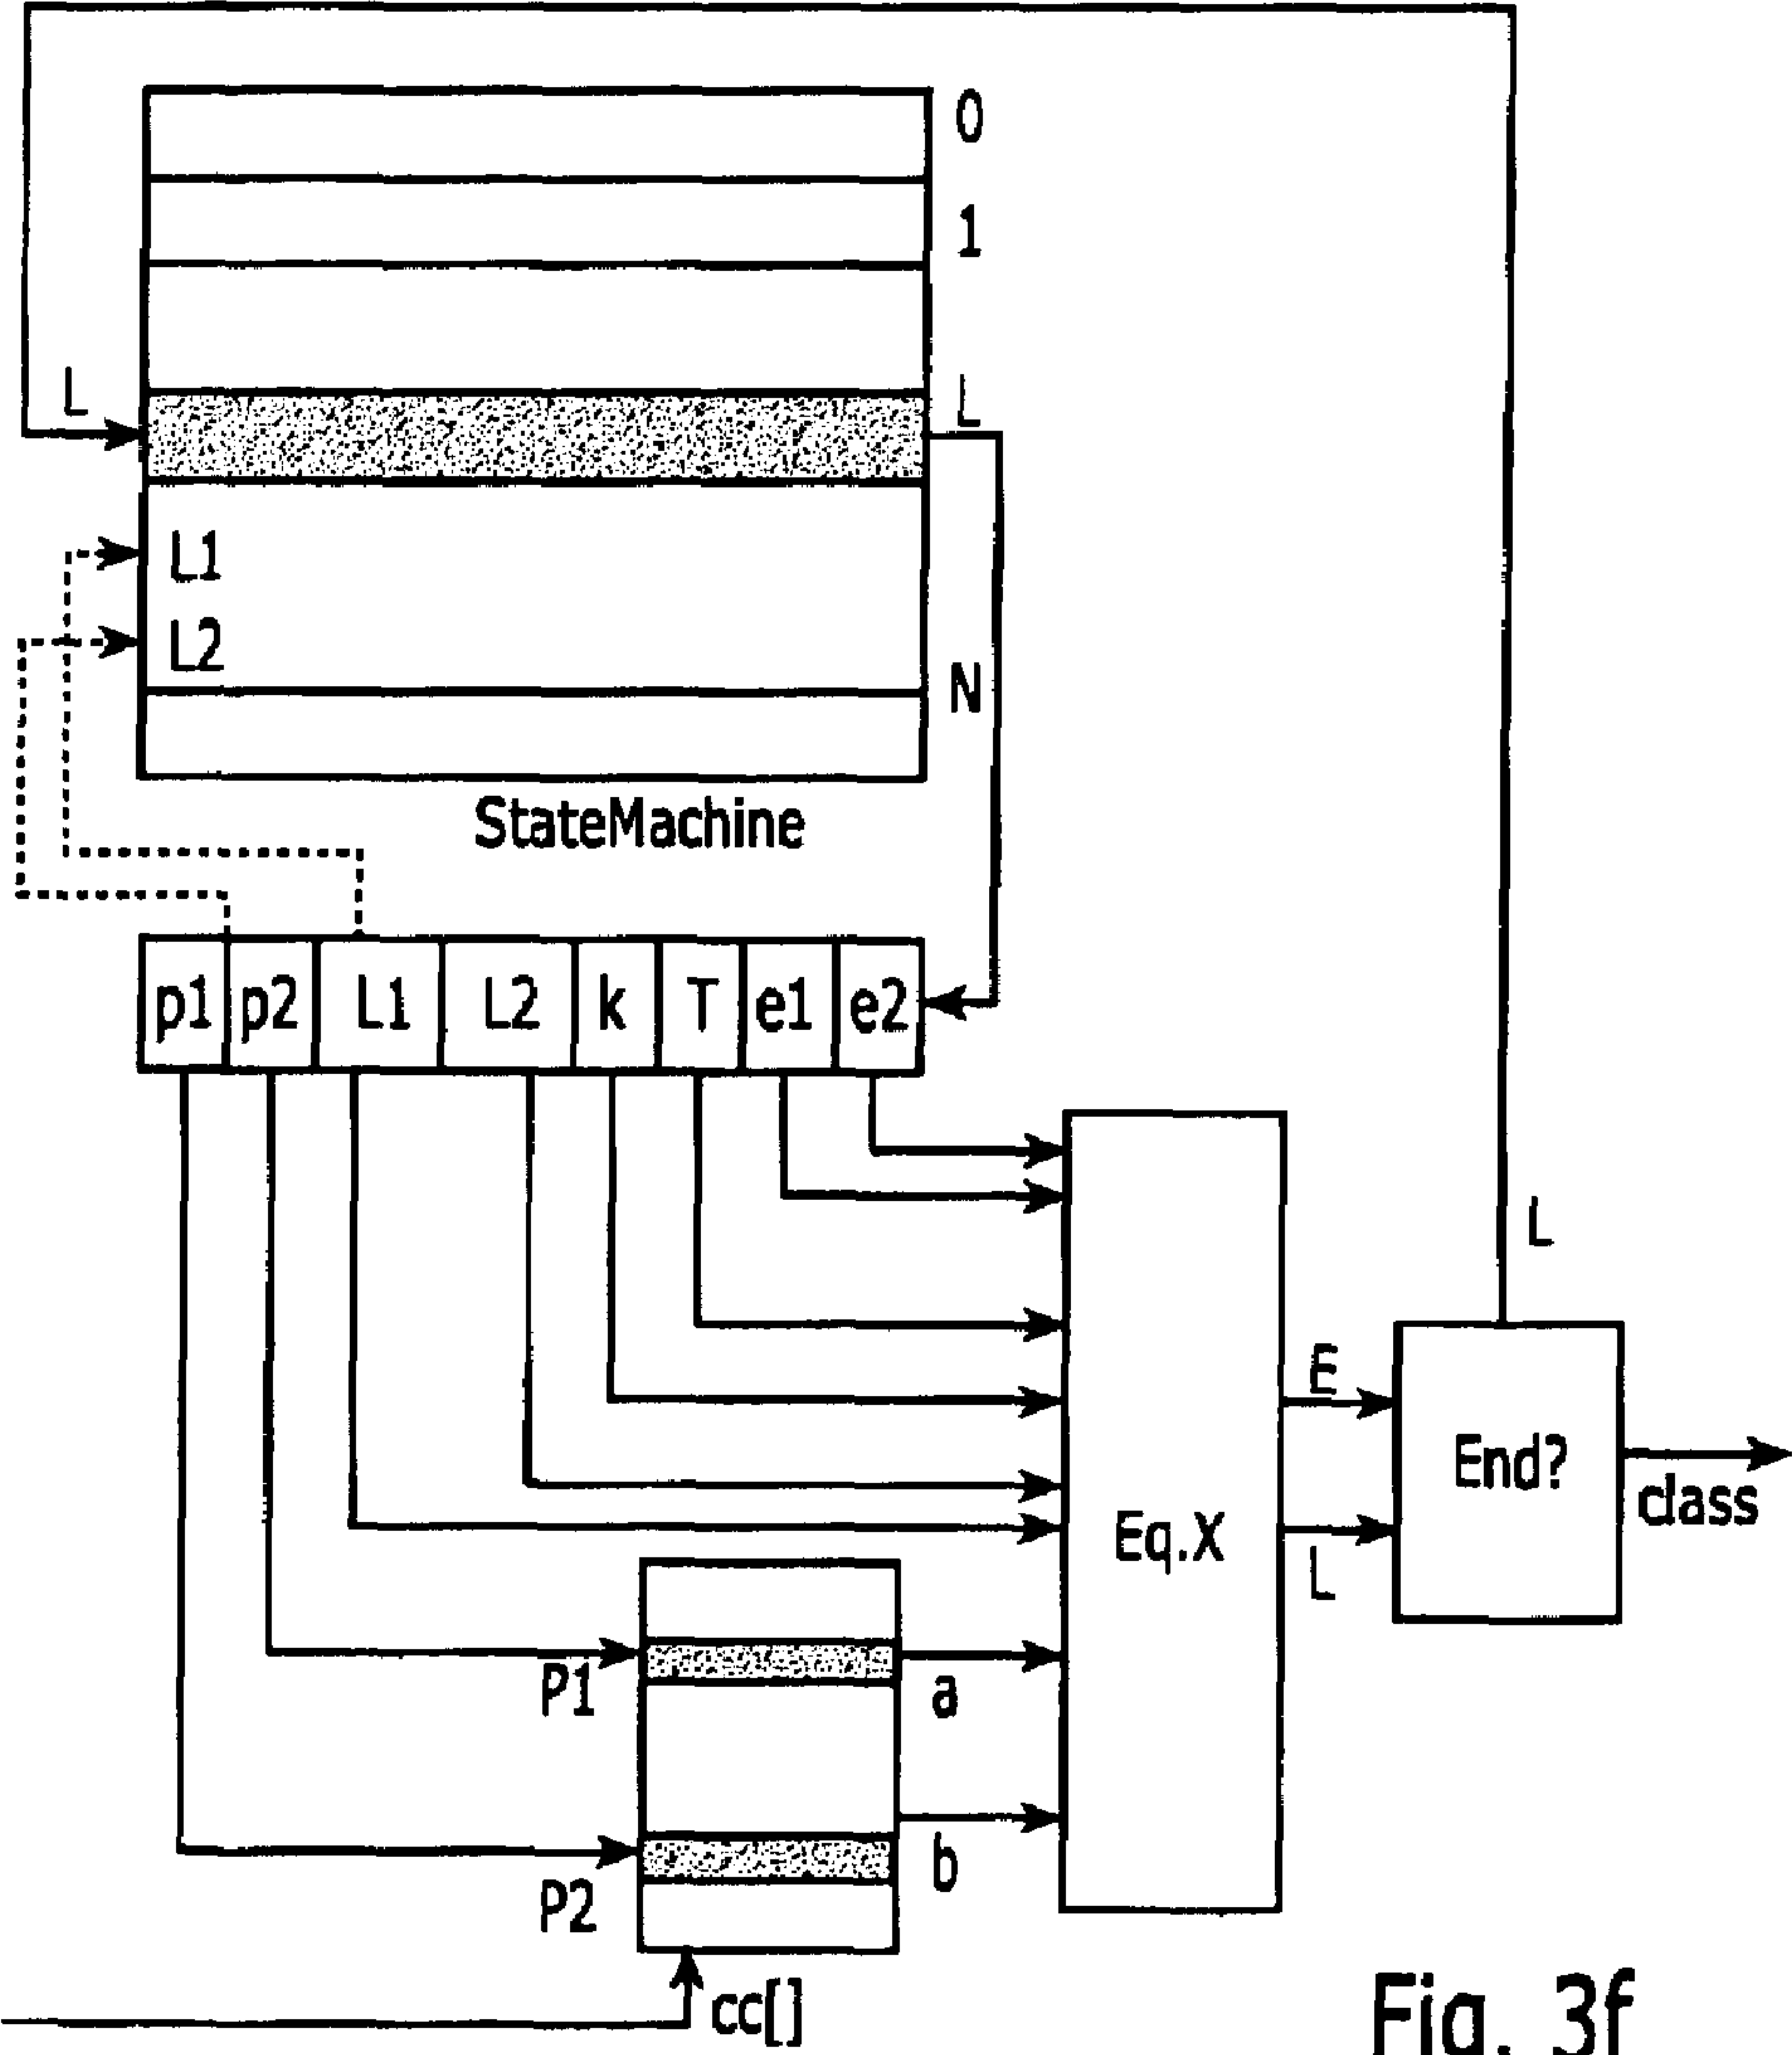 0
1
L
L
L1
L2
N
StateMachine
p1 p2 L1 L2 k T e1 e2
L
E
End?
class
Eq.X
L
P1
a
b
P2
cc[]
Fig. 3f